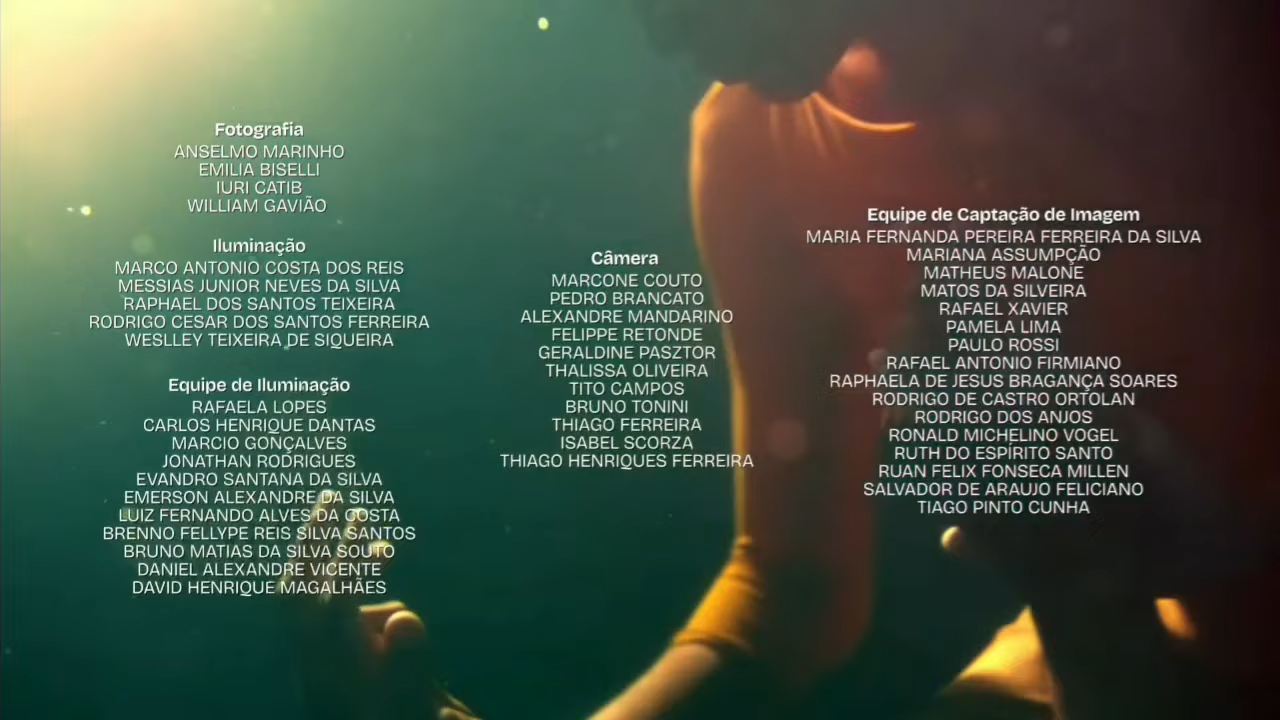 Fotografia
ANSELMO MARINHO
EMILIA BISELLI
IURI CATIB
WILLIAM GAVIÃO
Iluminação
MARCO ANTONIO COSTA DOS REIS
MESSIAS JUNIOR NEVES DA SILVA
RAPHAEL DOS SANTOS TEIXEIRA
RODRIGO CESAR DOS SANTOS FERREIRA
WESLLEY TEIXEIRA DE SIQUEIRA
Equipe de Iluminação
RAFAELA LOPES
CARLOS HENRIQUE DANTAS
MARCIO GONÇALVES
JONATHAN RODRIGUES
EVANDRO SANTANA DA SILVA
EMERSON ALEXANDRE DA SILVA
LUIZ FERNANDO ALVES DA COSTA
BRENNO FELLYPE REIS SILVA SANTOS
BRUNO MATIAS DA SILVA SOUTO
DANIEL ALEXANDRE VICENTE
DAVID HENRIQUE MAGALHÃES
Câmera
MARCONE COUTO
PEDRO BRANCATO
ALEXANDRE MANDARINO
FELIPPE RETONDE
GERALDINE PASZTOR
THALISSA OLIVEIRA
TITO CAMPOS
BRUNO TONINI
THIAGO FERREIRA
ISABEL SCORZA
THIAGO HENRIQUES FERREIRA
Equipe de Captação de Imagem
MARIA FERNANDA PEREIRA FERREIRA DA SILVA
MARIANA ASSUMPÇÃO
MATHEUS MALONE
MATOS DA SILVEIRA
RAFAEL XAVIER
PAMELA LIMA
PAULO ROSSI
RAFAEL ANTONIO FIRMIANO
RAPHAELA DE JESUS BRAGANÇA SOARES
RODRIGO DE CASTRO ORTOLAN
RODRIGO DOS ANJOS
RONALD MICHELINO VOGEL
RUTH DO ESPÍRITO SANTO
RUAN FELIX FONSECA MILLEN
SALVADOR DE ARAUJO FELICIANO
TIAGO PINTO CUNHA